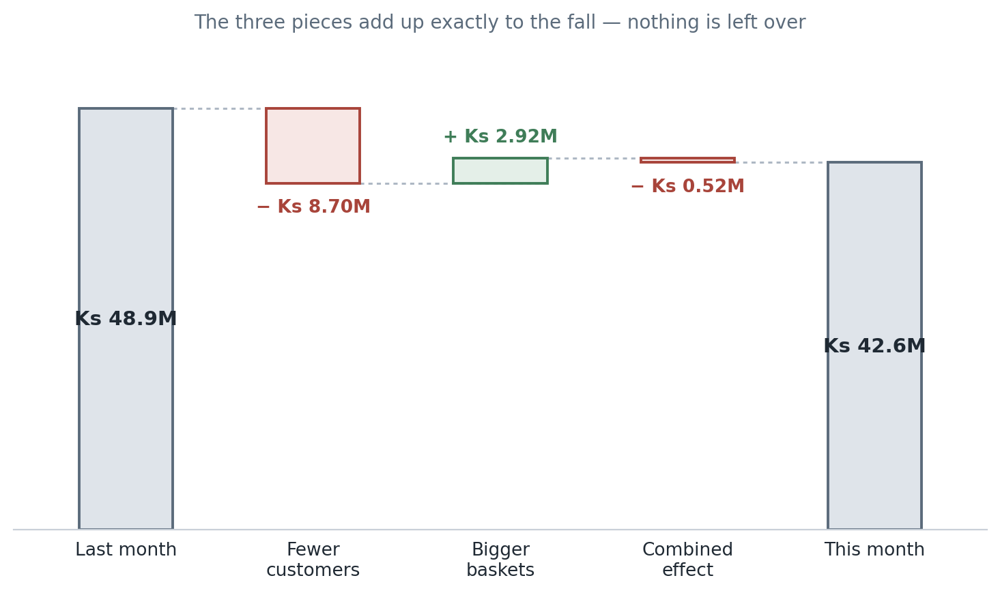 The three pieces add up exactly to the fall — nothing is left over
+ Ks 2.92M
− Ks 0.52M
− Ks 8.70M
Ks 48.9M
Ks 42.6M
Last month
Fewer
customers
Bigger
baskets
Combined
effect
This month